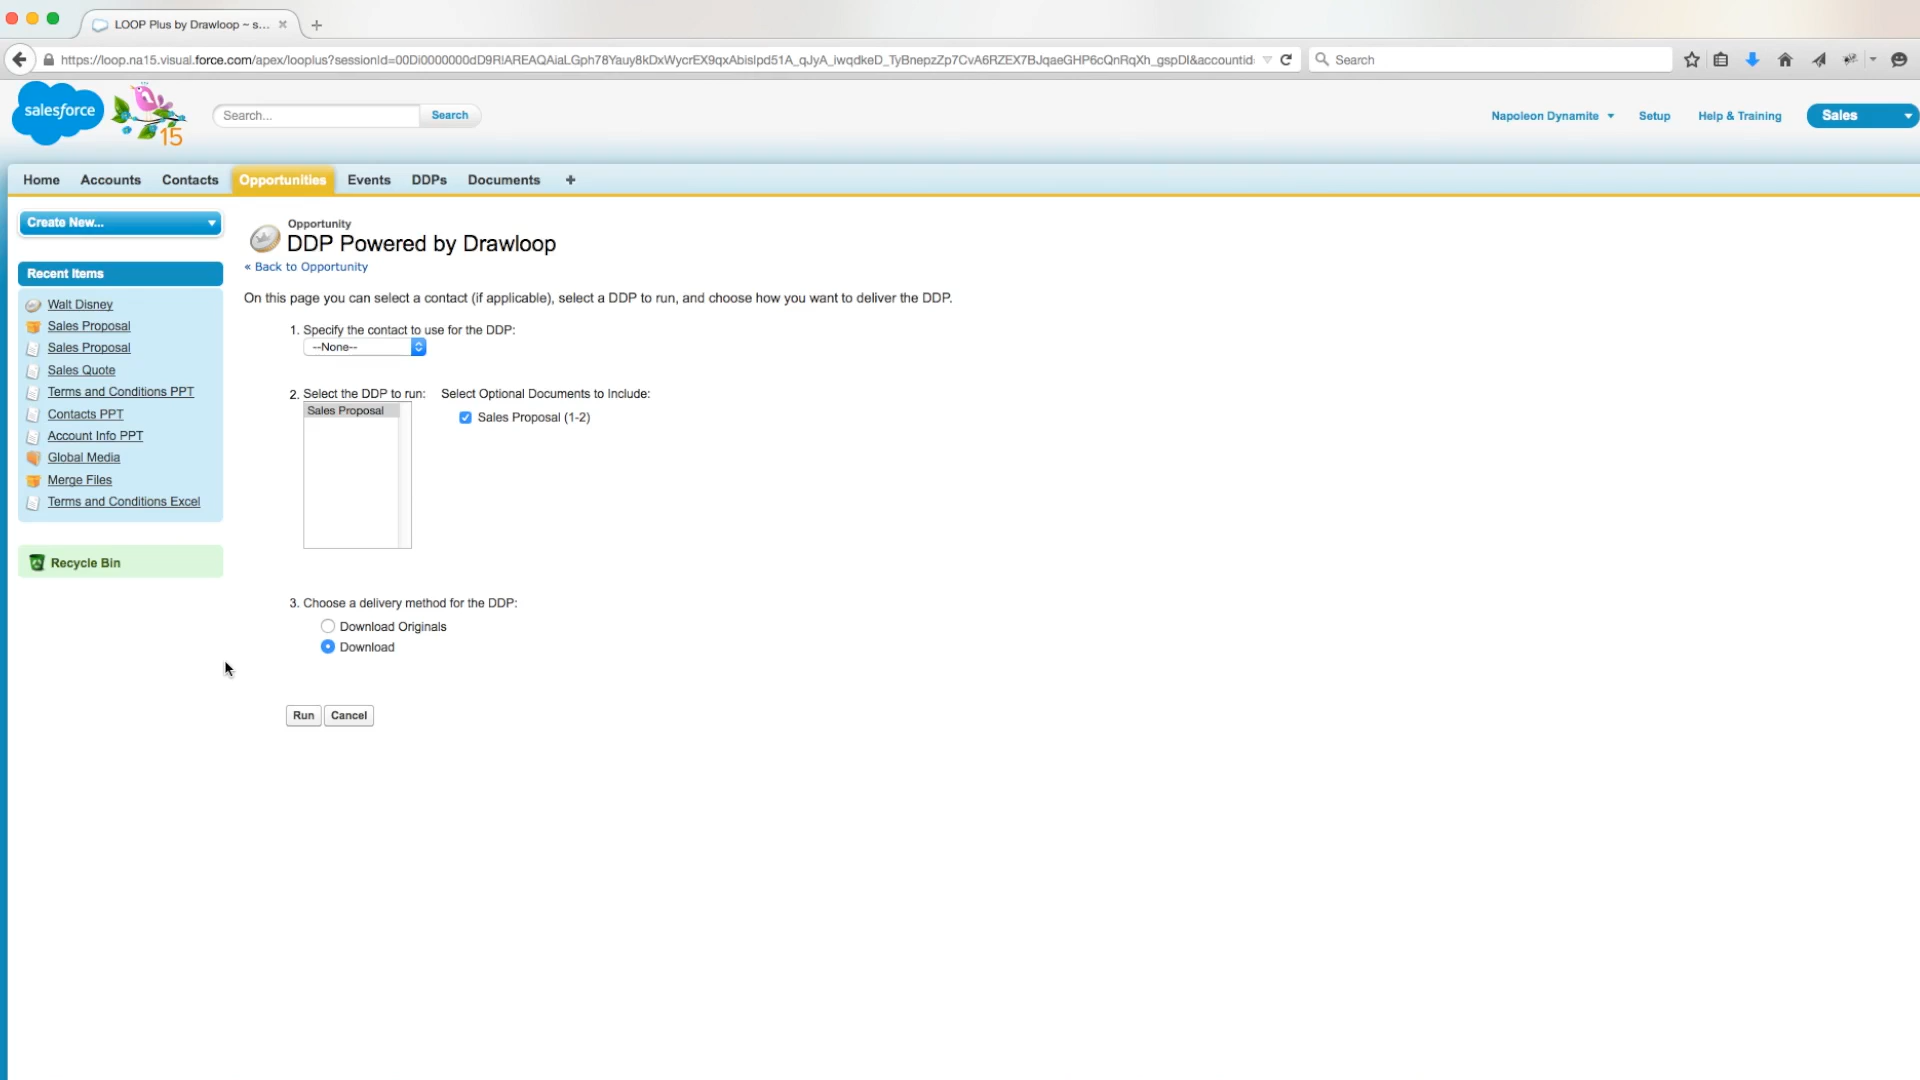 LOOP Plus by Drawloop ~ s...
https://loop.na15.visual.force.com/apex/looplus?sessionId=00Di0000000dD9R!AREAQAiaLGph78Yauy8kDxWycrEX9qxAbisIpd51A_qJyA_iwqdkeD_TyBnepzZp7CvA6RZEX7BJqaeGHP6cQnRqXh_gspDI&accountid
Search
salesforce
15
Search...
Search
Napoleon Dynamite
Setup
Help & Training
Sales
Home
Accounts
Contacts
Opportunities
Events
DDPs
Documents
Create New...
Recent Items
Walt Disney
Sales Proposal
Sales Proposal
Sales Quote
Terms and Conditions PPT
Contacts PPT
Account Info PPT
Global Media
Merge Files
Terms and Conditions Excel
Recycle Bin
Opportunity
DDP Powered by Drawloop
« Back to Opportunity
On this page you can select a contact (if applicable), select a DDP to run, and choose how you want to deliver the DDP.
1. Specify the contact to use for the DDP:
--None--
2. Select the DDP to run:
Sales Proposal
Select Optional Documents to Include:
Sales Proposal (1-2)
3. Choose a delivery method for the DDP:
Download Originals
Download
Run
Cancel